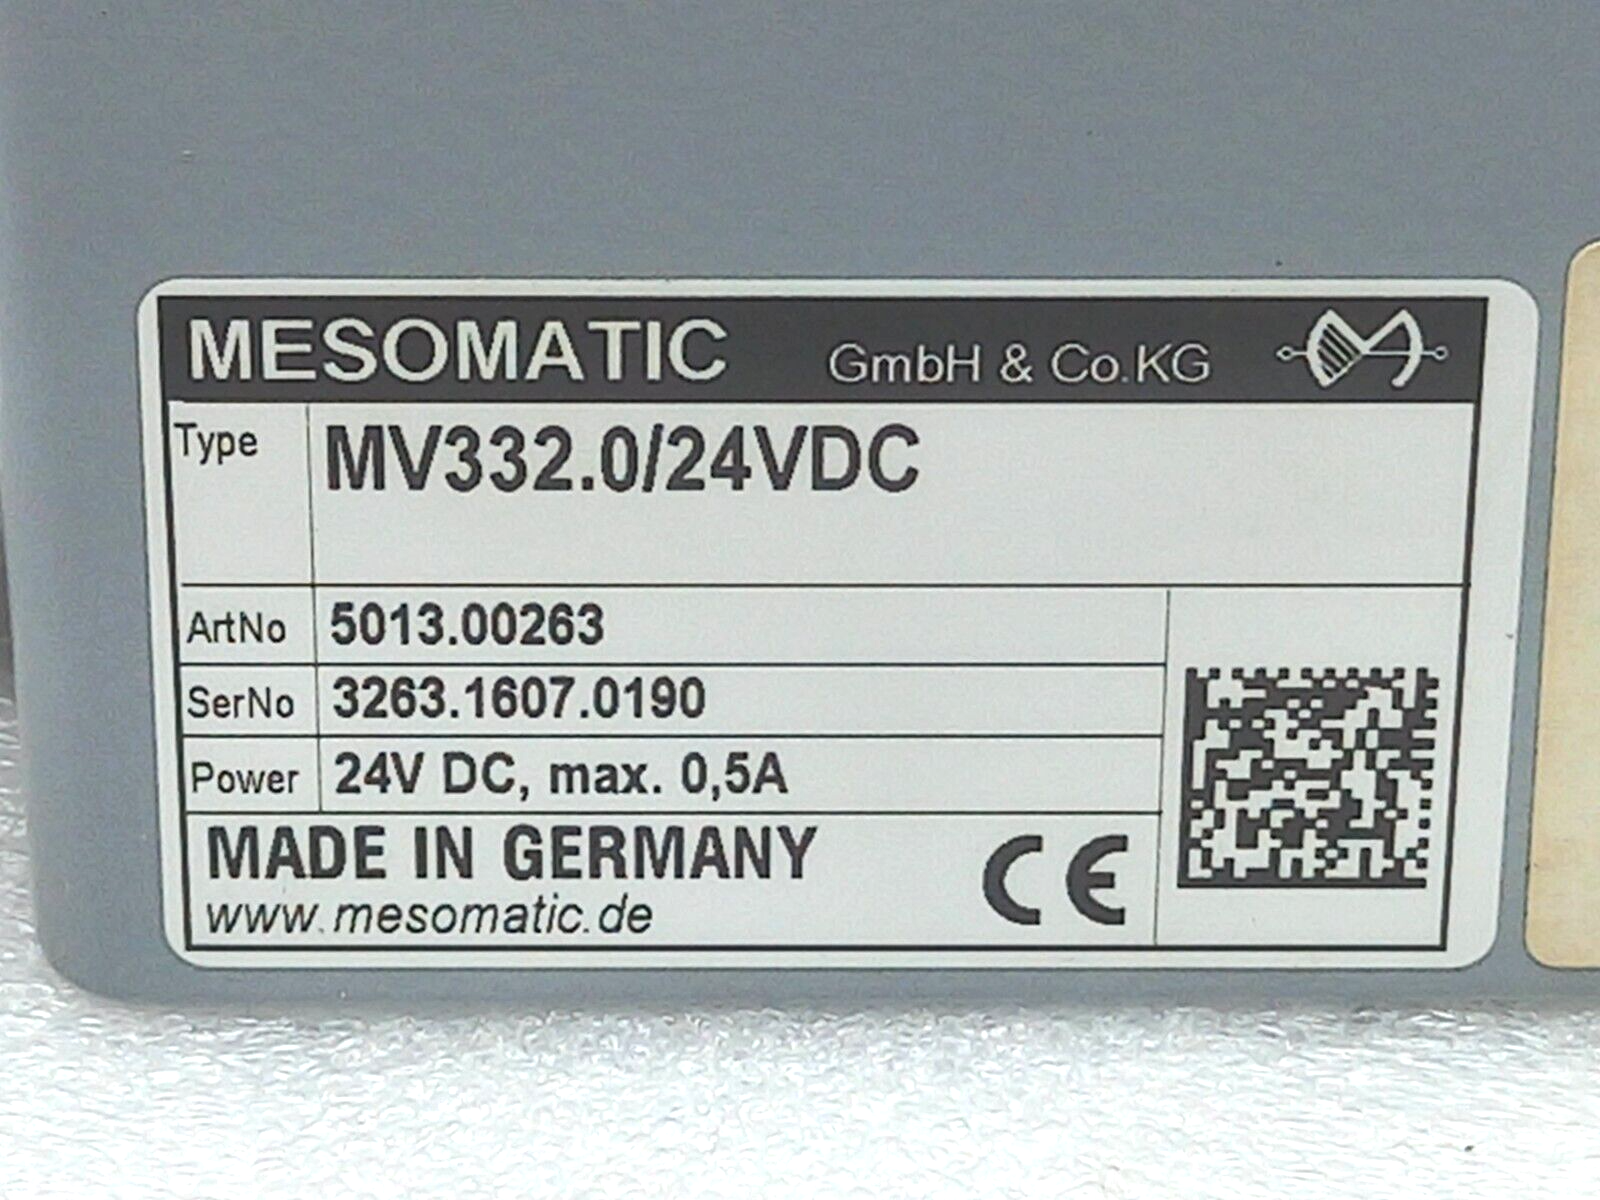 MESOMATIC GmbH & Co.KG
Type MV332.0/24VDC
ArtNo 5013.00263
SerNo 3263.1607.0190
Power 24V DC, max. 0,5A
MADE IN GERMANY
www.mesomatic.de CE